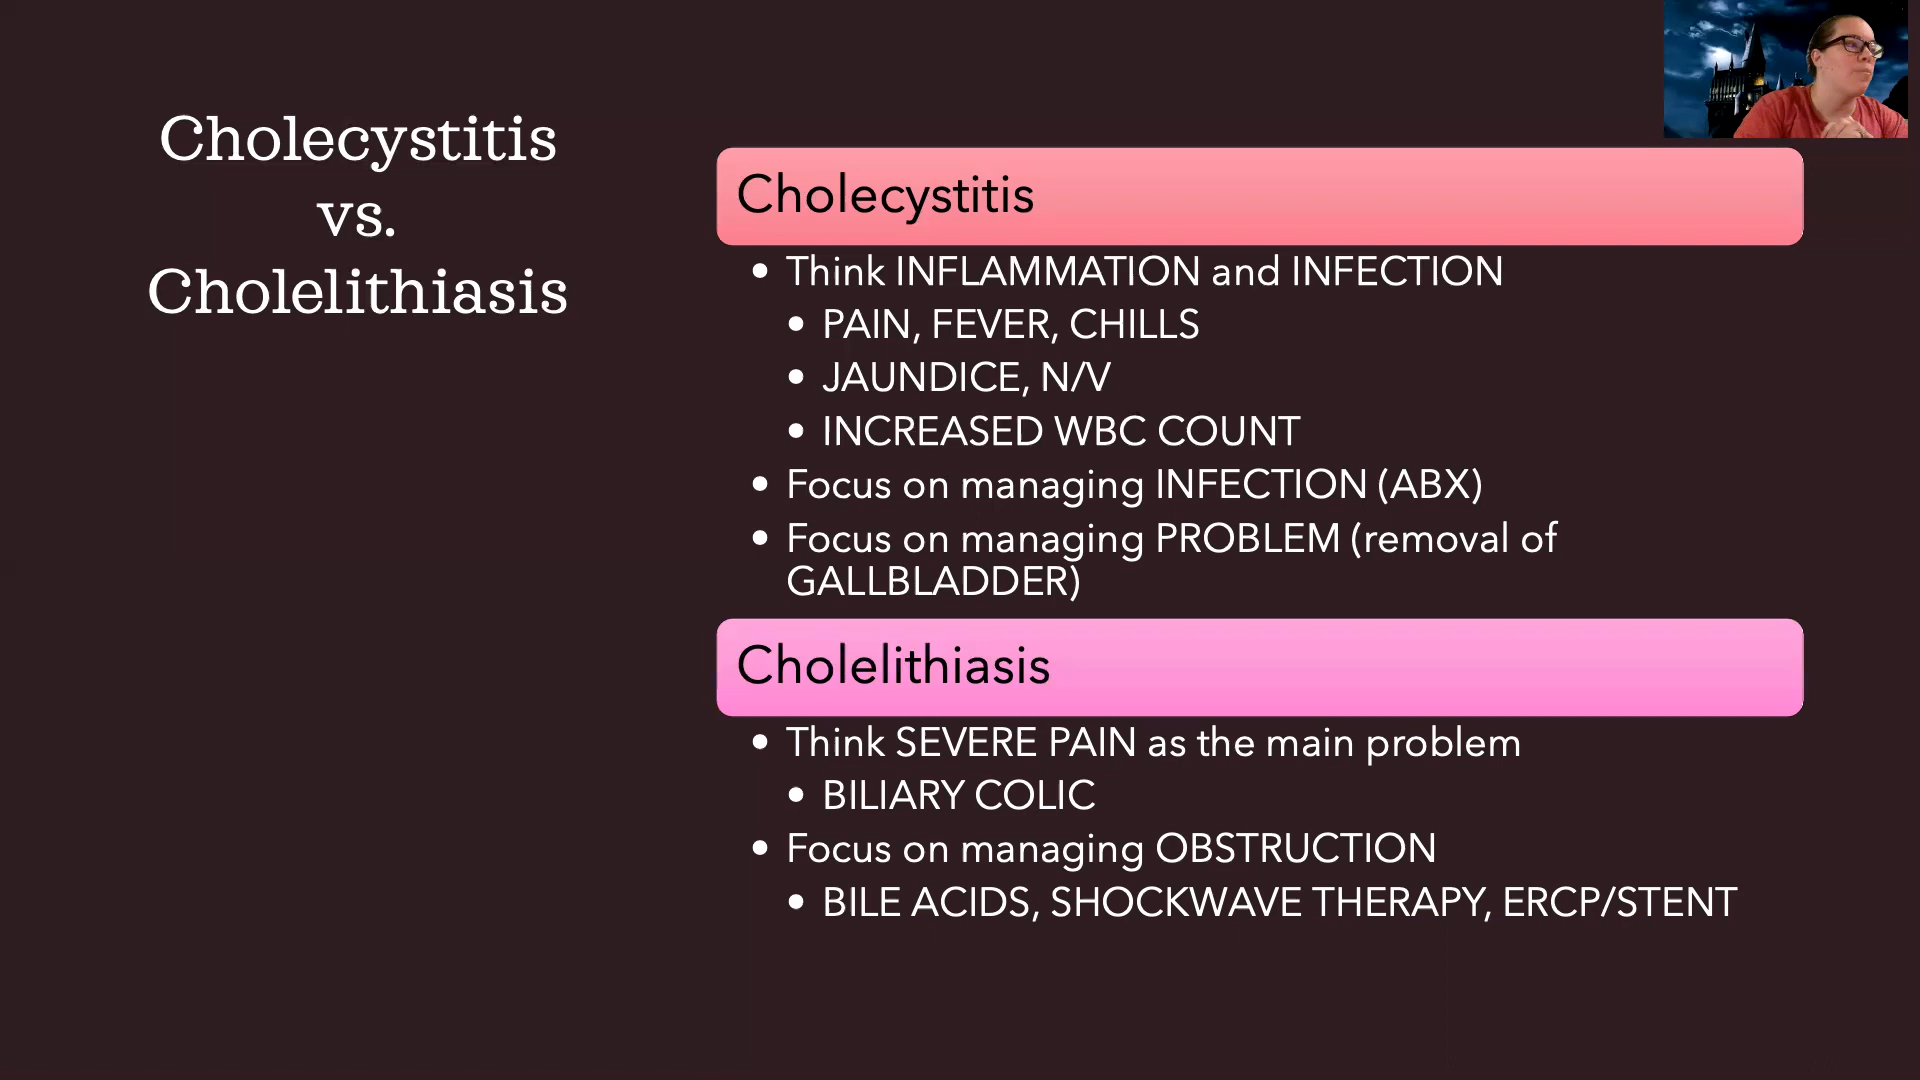 Cholecystitis
vs.
Cholelithiasis
Cholecystitis
• Think INFLAMMATION and INFECTION
• PAIN, FEVER, CHILLS
• JAUNDICE, N/V
• INCREASED WBC COUNT
• Focus on managing INFECTION (ABX)
• Focus on managing PROBLEM (removal of
GALLBLADDER)
Cholelithiasis
• Think SEVERE PAIN as the main problem
• BILIARY COLIC
• Focus on managing OBSTRUCTION
• BILE ACIDS, SHOCKWAVE THERAPY, ERCP/STENT